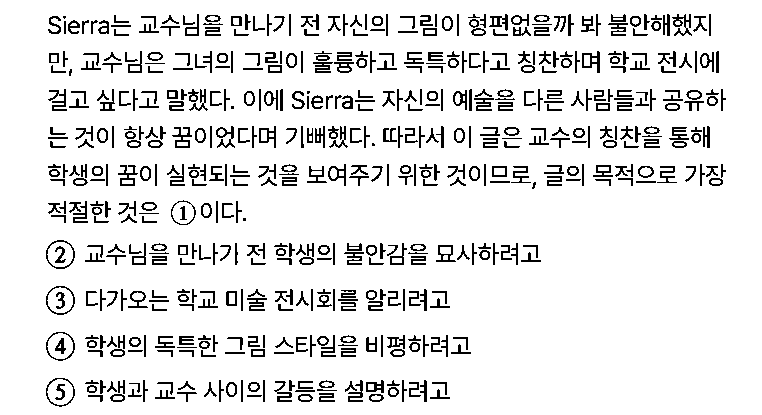 Sierra는 교수님을 만나기 전 자신의 그림이 형편없을까 봐 불안해했지
만, 교수님은 그녀의 그림이 훌륭하고 독특하다고 칭찬하며 학교 전시에
걸고 싶다고 말했다. 이에 Sierra는 자신의 예술을 다른 사람들과 공유하
는 것이 항상 꿈이었다며 기뻐했다. 따라서 이 글은 교수의 칭찬을 통해
학생의 꿈이 실현되는 것을 보여주기 위한 것이므로, 글의 목적으로 가장
적절한 것은 ①이다.
② 교수님을 만나기 전 학생의 불안감을 묘사하려고
③ 다가오는 학교 미술 전시회를 알리려고
④ 학생의 독특한 그림 스타일을 비평하려고
⑤ 학생과 교수 사이의 갈등을 설명하려고